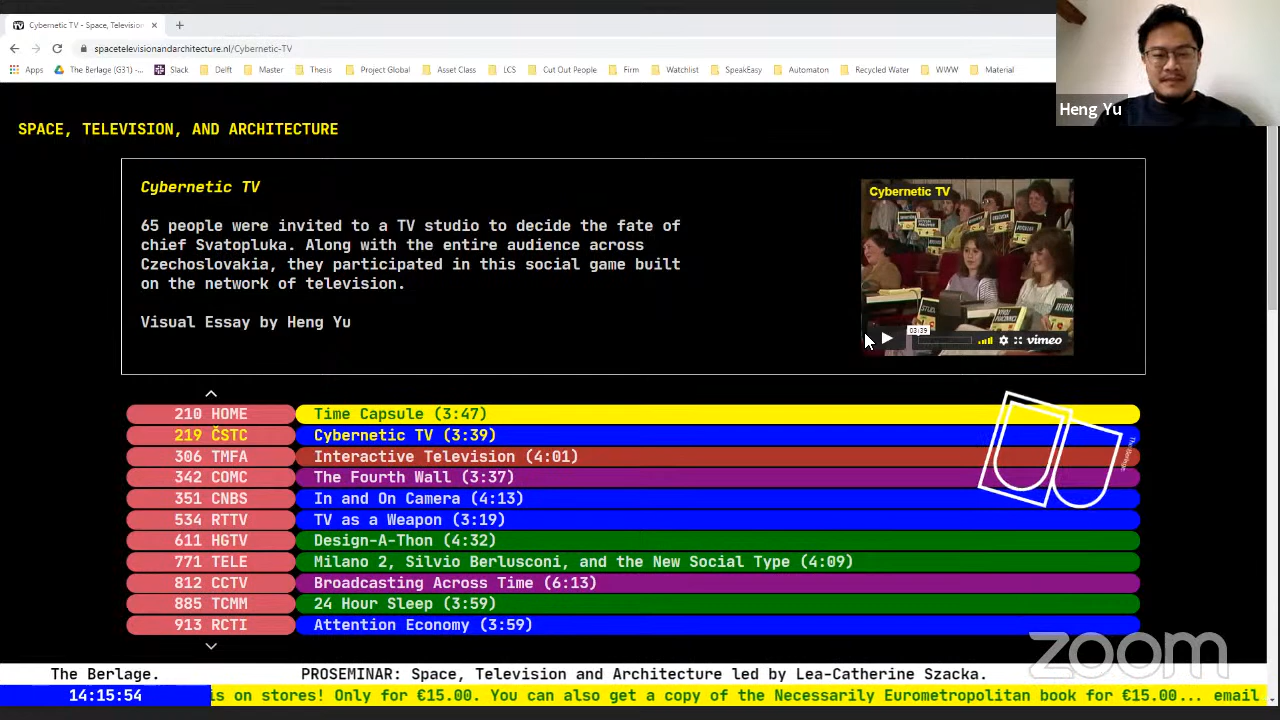 Cybernetic TV - Space, Television
spacetelevisionandarchitecture.nl/Cybernetic-TV
Apps The Berlage (G31) -... Slack Delft Master Thesis Project Global Asset Class LCS Cut Out People Firm Watchlist SpeakEasy Automaton Recycled Water WWW Material
Heng Yu
SPACE, TELEVISION, AND ARCHITECTURE
Cybernetic TV
65 people were invited to a TV studio to decide the fate of
chief Svatopluka. Along with the entire audience across
Czechoslovakia, they participated in this social game built
on the network of television.
Visual Essay by Heng Yu
Cybernetic TV
03:39
vimeo
210 HOME Time Capsule (3:47)
219 ČSTC Cybernetic TV (3:39)
306 TMFA Interactive Television (4:01)
342 COMC The Fourth Wall (3:37)
351 CNBS In and On Camera (4:13)
534 RTTV TV as a Weapon (3:19)
611 HGTV Design-A-Thon (4:32)
771 TELE Milano 2, Silvio Berlusconi, and the New Social Type (4:09)
812 CCTV Broadcasting Across Time (6:13)
885 TCMM 24 Hour Sleep (3:59)
913 RCTI Attention Economy (3:59)
The Berlage.
zoom
The Berlage. PROSEMINAR: Space, Television and Architecture led by Lea-Catherine Szacka.
14:15:54 is on stores! Only for €15.00. You can also get a copy of the Necessarily Eurometropolitan book for €15.00... email